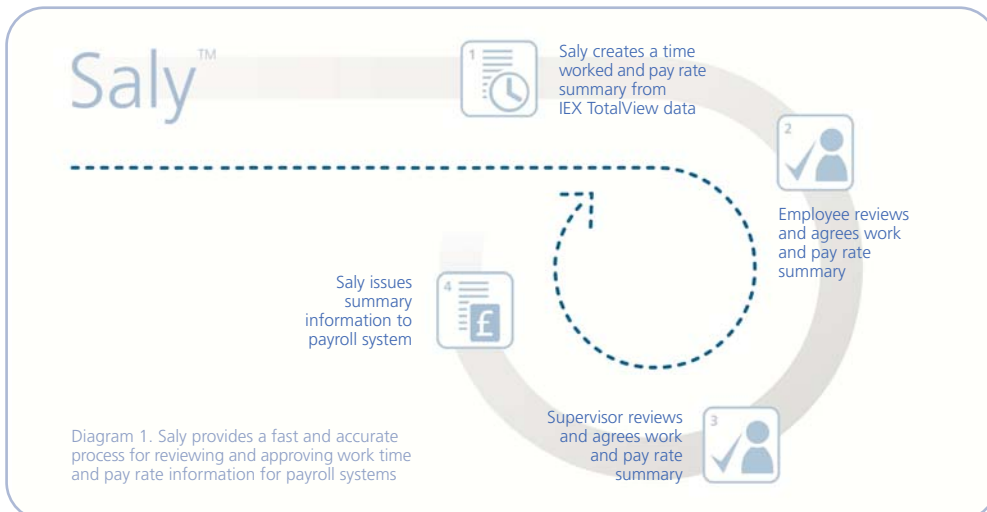 Saly™
1
Saly creates a time
worked and pay rate
summary from
IEX TotalView data
2
Employee reviews
and agrees work
and pay rate
summary
3
Supervisor reviews
and agrees work
and pay rate
summary
4
£
Saly issues
summary
information to
payroll system
Diagram 1. Saly provides a fast and accurate
process for reviewing and approving work time
and pay rate information for payroll systems